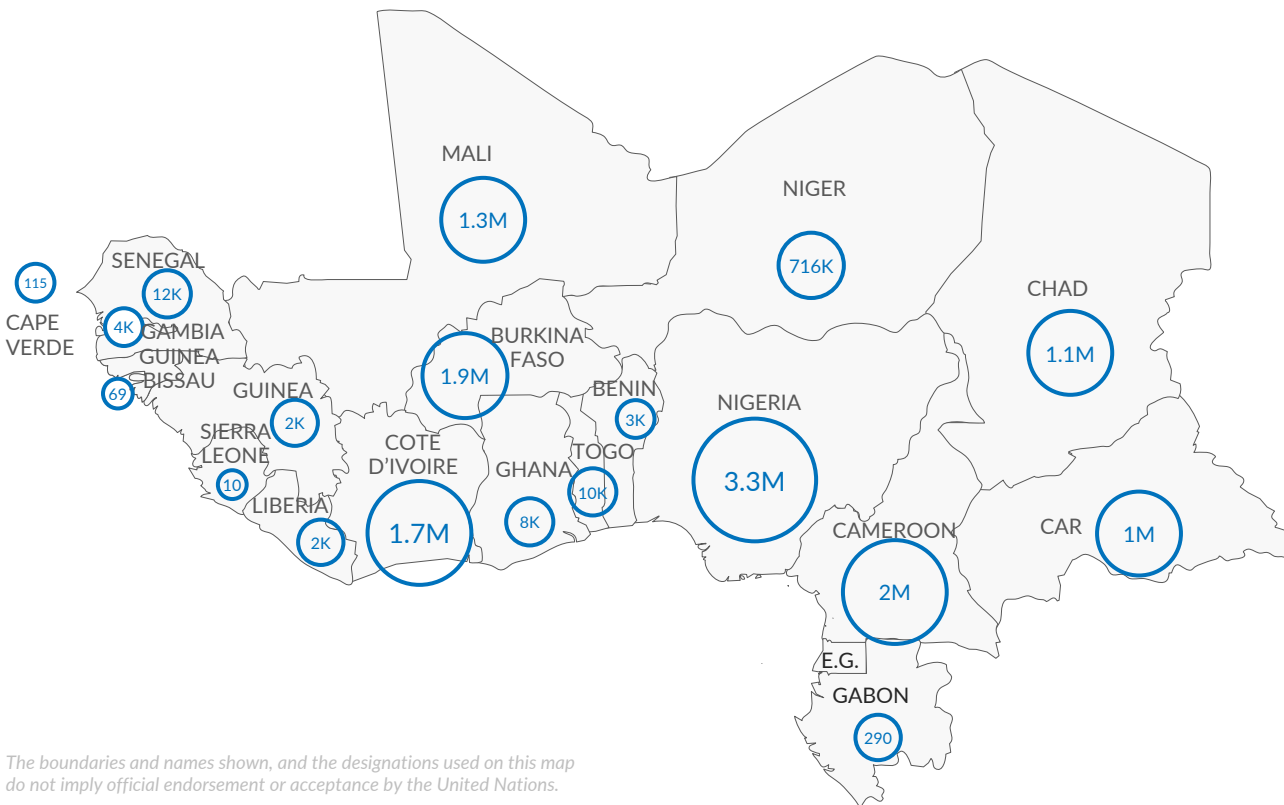 MALI
1.3M
NIGER
716K
SENEGAL
12K
115
CAPE
VERDE
4K
GAMBIA
GUINEA
BISSAU
69
GUINEA
2K
SIERRA
LEONE
10
LIBERIA
2K
BURKINA
FASO
1.9M
COTE
D'IVOIRE
1.7M
GHANA
8K
TOGO
10K
BENIN
3K
NIGERIA
3.3M
CHAD
1.1M
CAMEROON
2M
CAR
1M
E.G.
GABON
290
The boundaries and names shown, and the designations used on this map
do not imply official endorsement or acceptance by the United Nations.